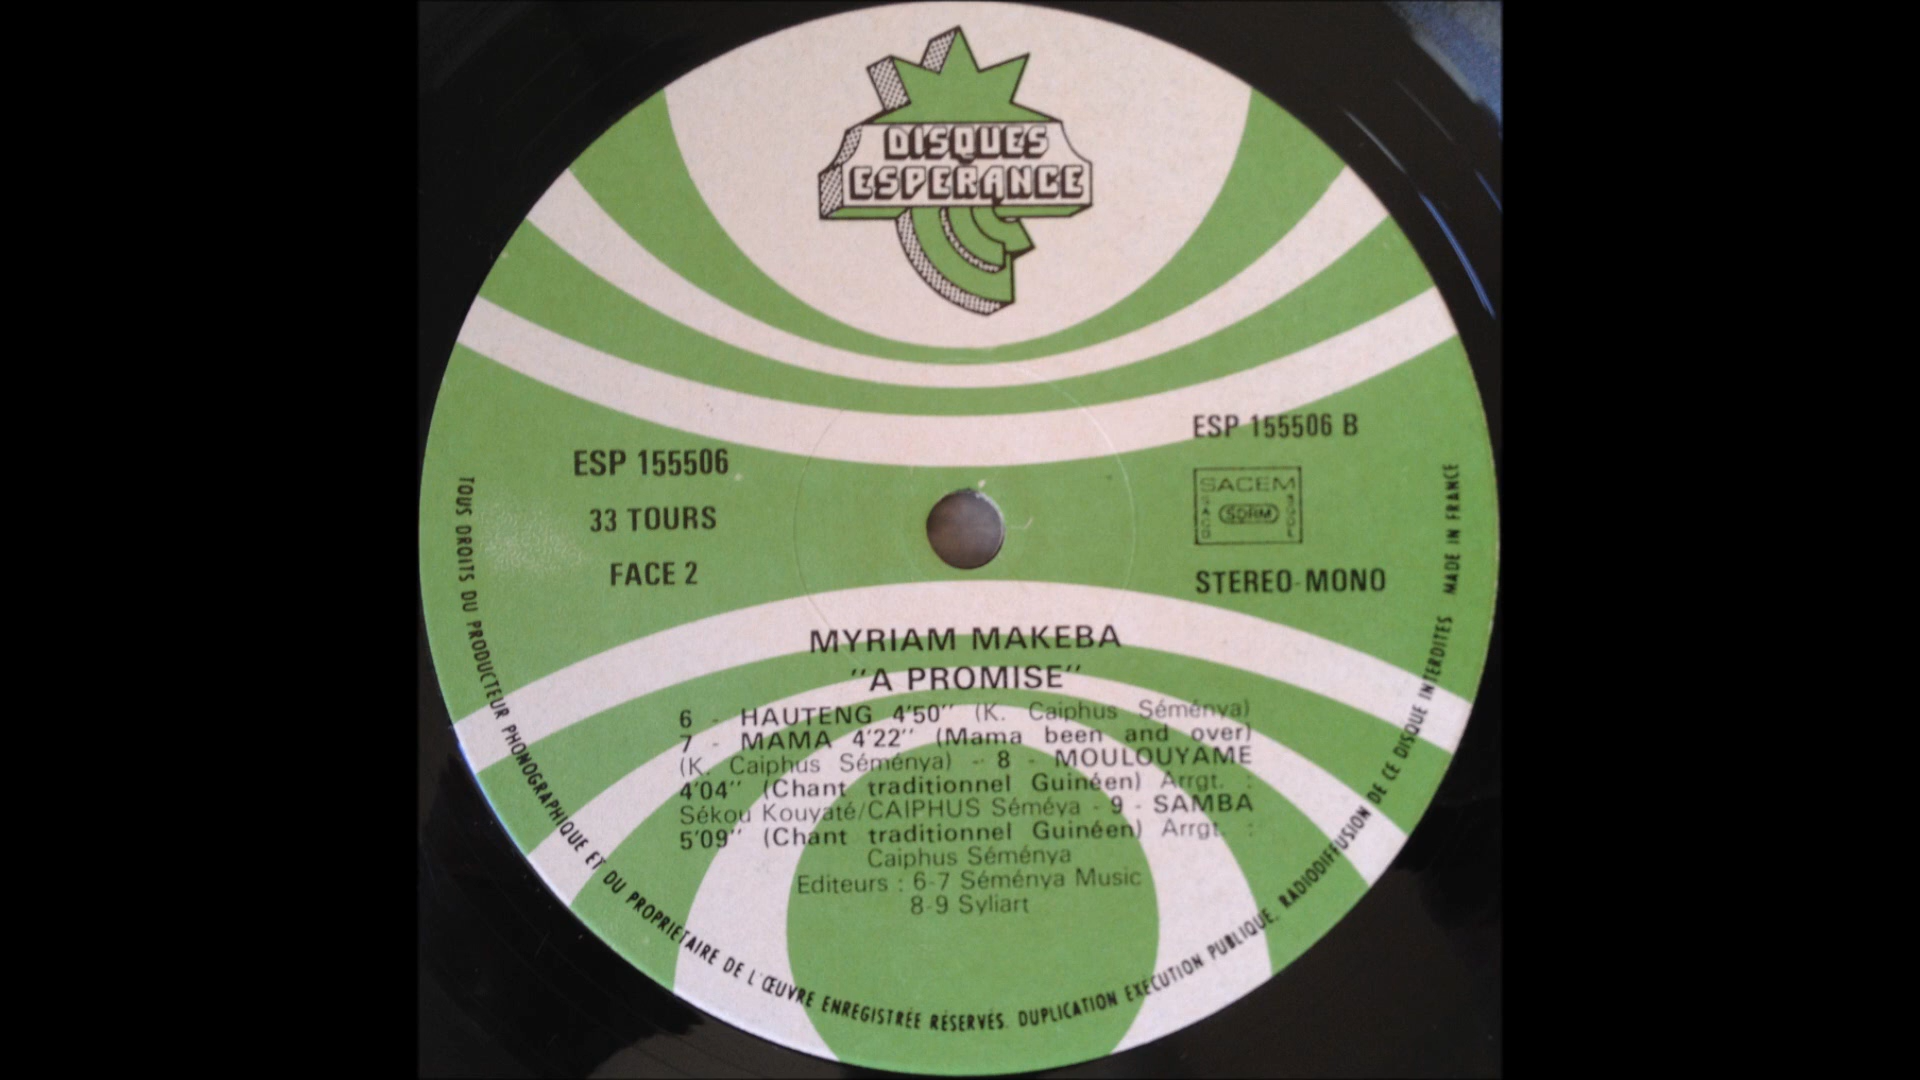 DISQUES
ESPERANCE
ESP 155506 B
ESP 155506
SACEM
SACD
SDRM
SGDL
33 TOURS
FACE 2
STEREO-MONO
MYRIAM MAKEBA
"A PROMISE"
6 - HAUTENG 4'50" (K. Caiphus Séménya)
7 - MAMA 4'22" (Mama been and over)
(K. Caiphus Séménya) - 8 - MOULOUYAME
4'04" (Chant traditionnel Guinéen) Arrgt. :
Sékou Kouyaté/CAIPHUS Séméya - 9 - SAMBA
5'09" (Chant traditionnel Guinéen) Arrgt. :
Caiphus Séménya
Editeurs : 6-7 Séménya Music
8-9 Syliart
TOUS DROITS DU PRODUCTEUR PHONOGRAPHIQUE ET DU PROPRIETAIRE DE L'ŒUVRE ENREGISTRÉE RÉSERVÉS. DUPLICATION EXÉCUTION PUBLIQUE, RADIODIFFUSION DE CE DISQUE INTERDITES MADE IN FRANCE